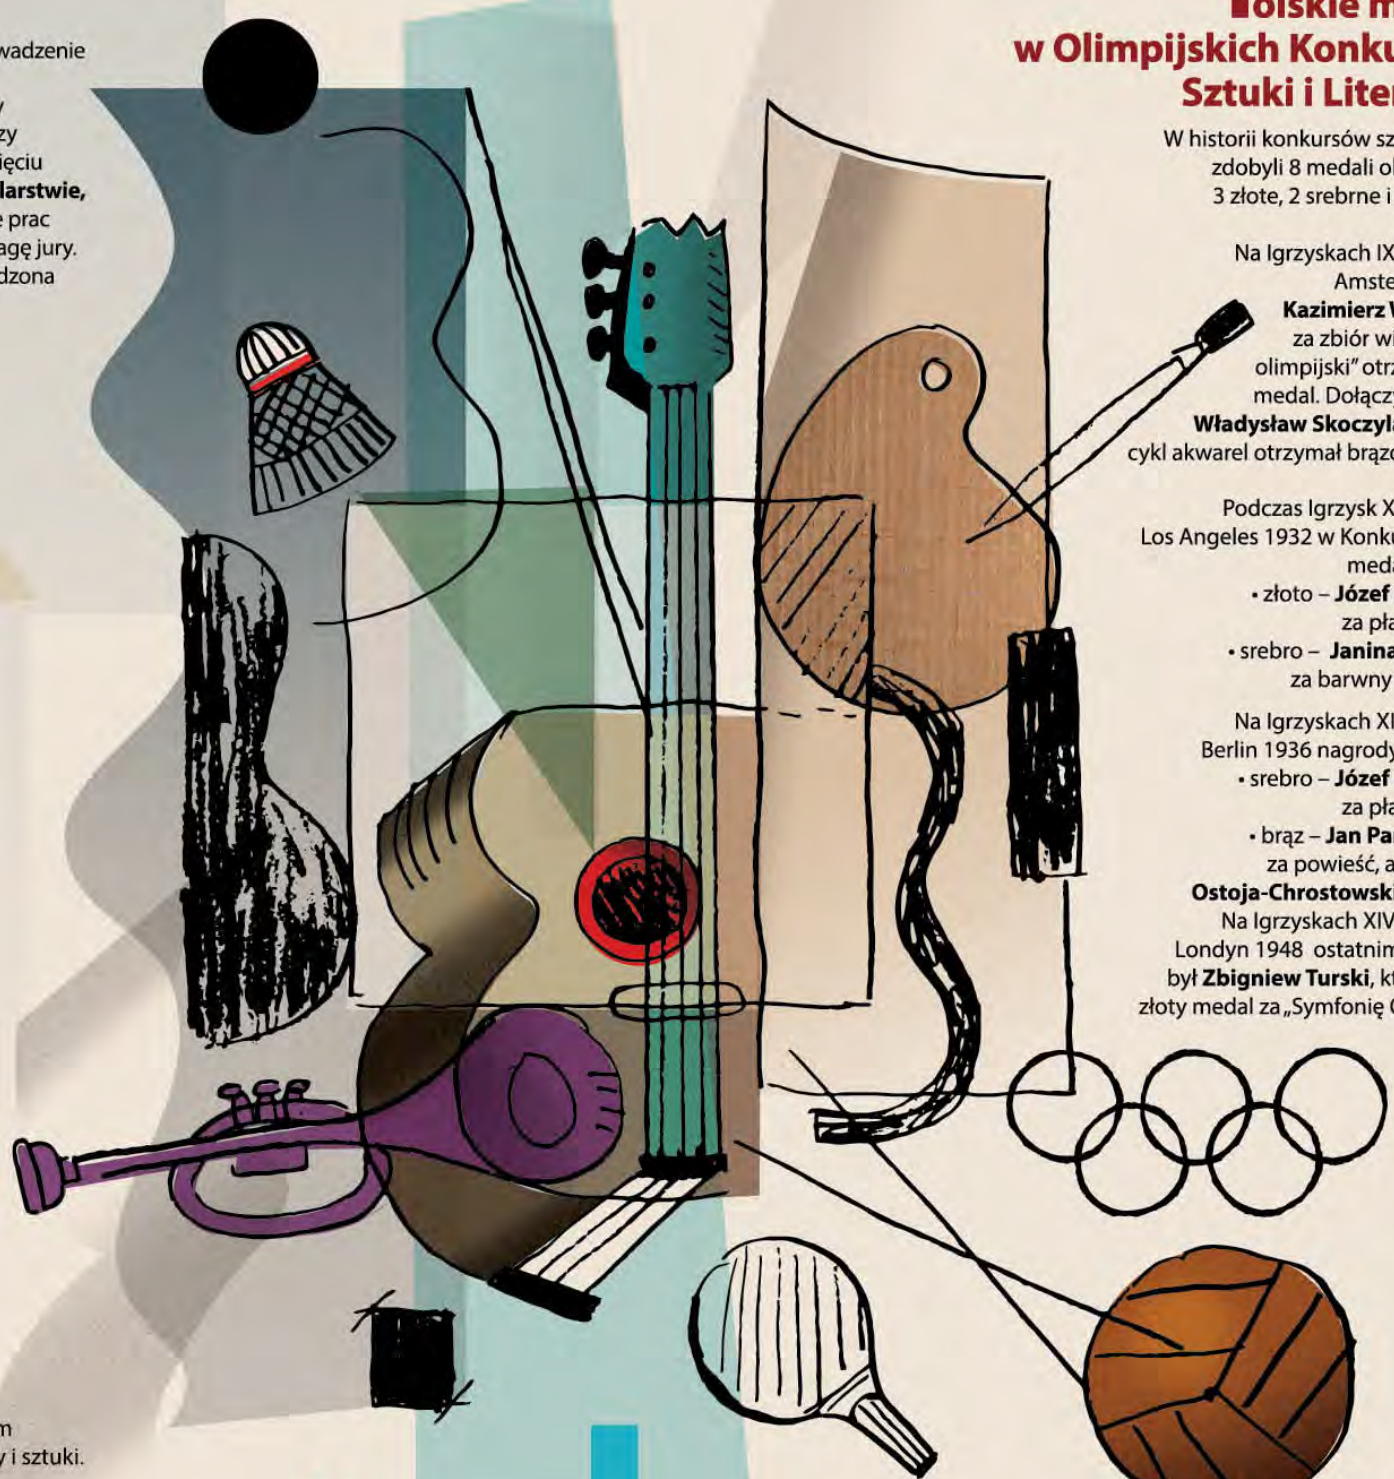 wadzenie
y
zy
ięciu
larstwie,
e prac
agę jury.
dzona
m
y i sztuki.
olskie m
w Olimpijskich Konku
Sztuki i Liter
W historii konkursów sz
zdobyli 8 medali ol
3 złote, 2 srebrne i
Na Igrzyskach IX
Amste
Kazimierz W
za zbiór wi
olimpijski" otrz
medal. Dołączy
Władysław Skoczyla
cykl akwarel otrzymał brązo
Podczas Igrzysk X
Los Angeles 1932 w Konku
meda
• złoto – Józef
za pła
• srebro – Janina
za barwny
Na Igrzyskach XI
Berlin 1936 nagrody
• srebro – Józef
za pła
• brąz – Jan Pa
za powieść, a
Ostoja-Chrostowski
Na Igrzyskach XIV
Londyn 1948 ostatnim
był Zbigniew Turski, kt
złoty medal za „Symfonię O